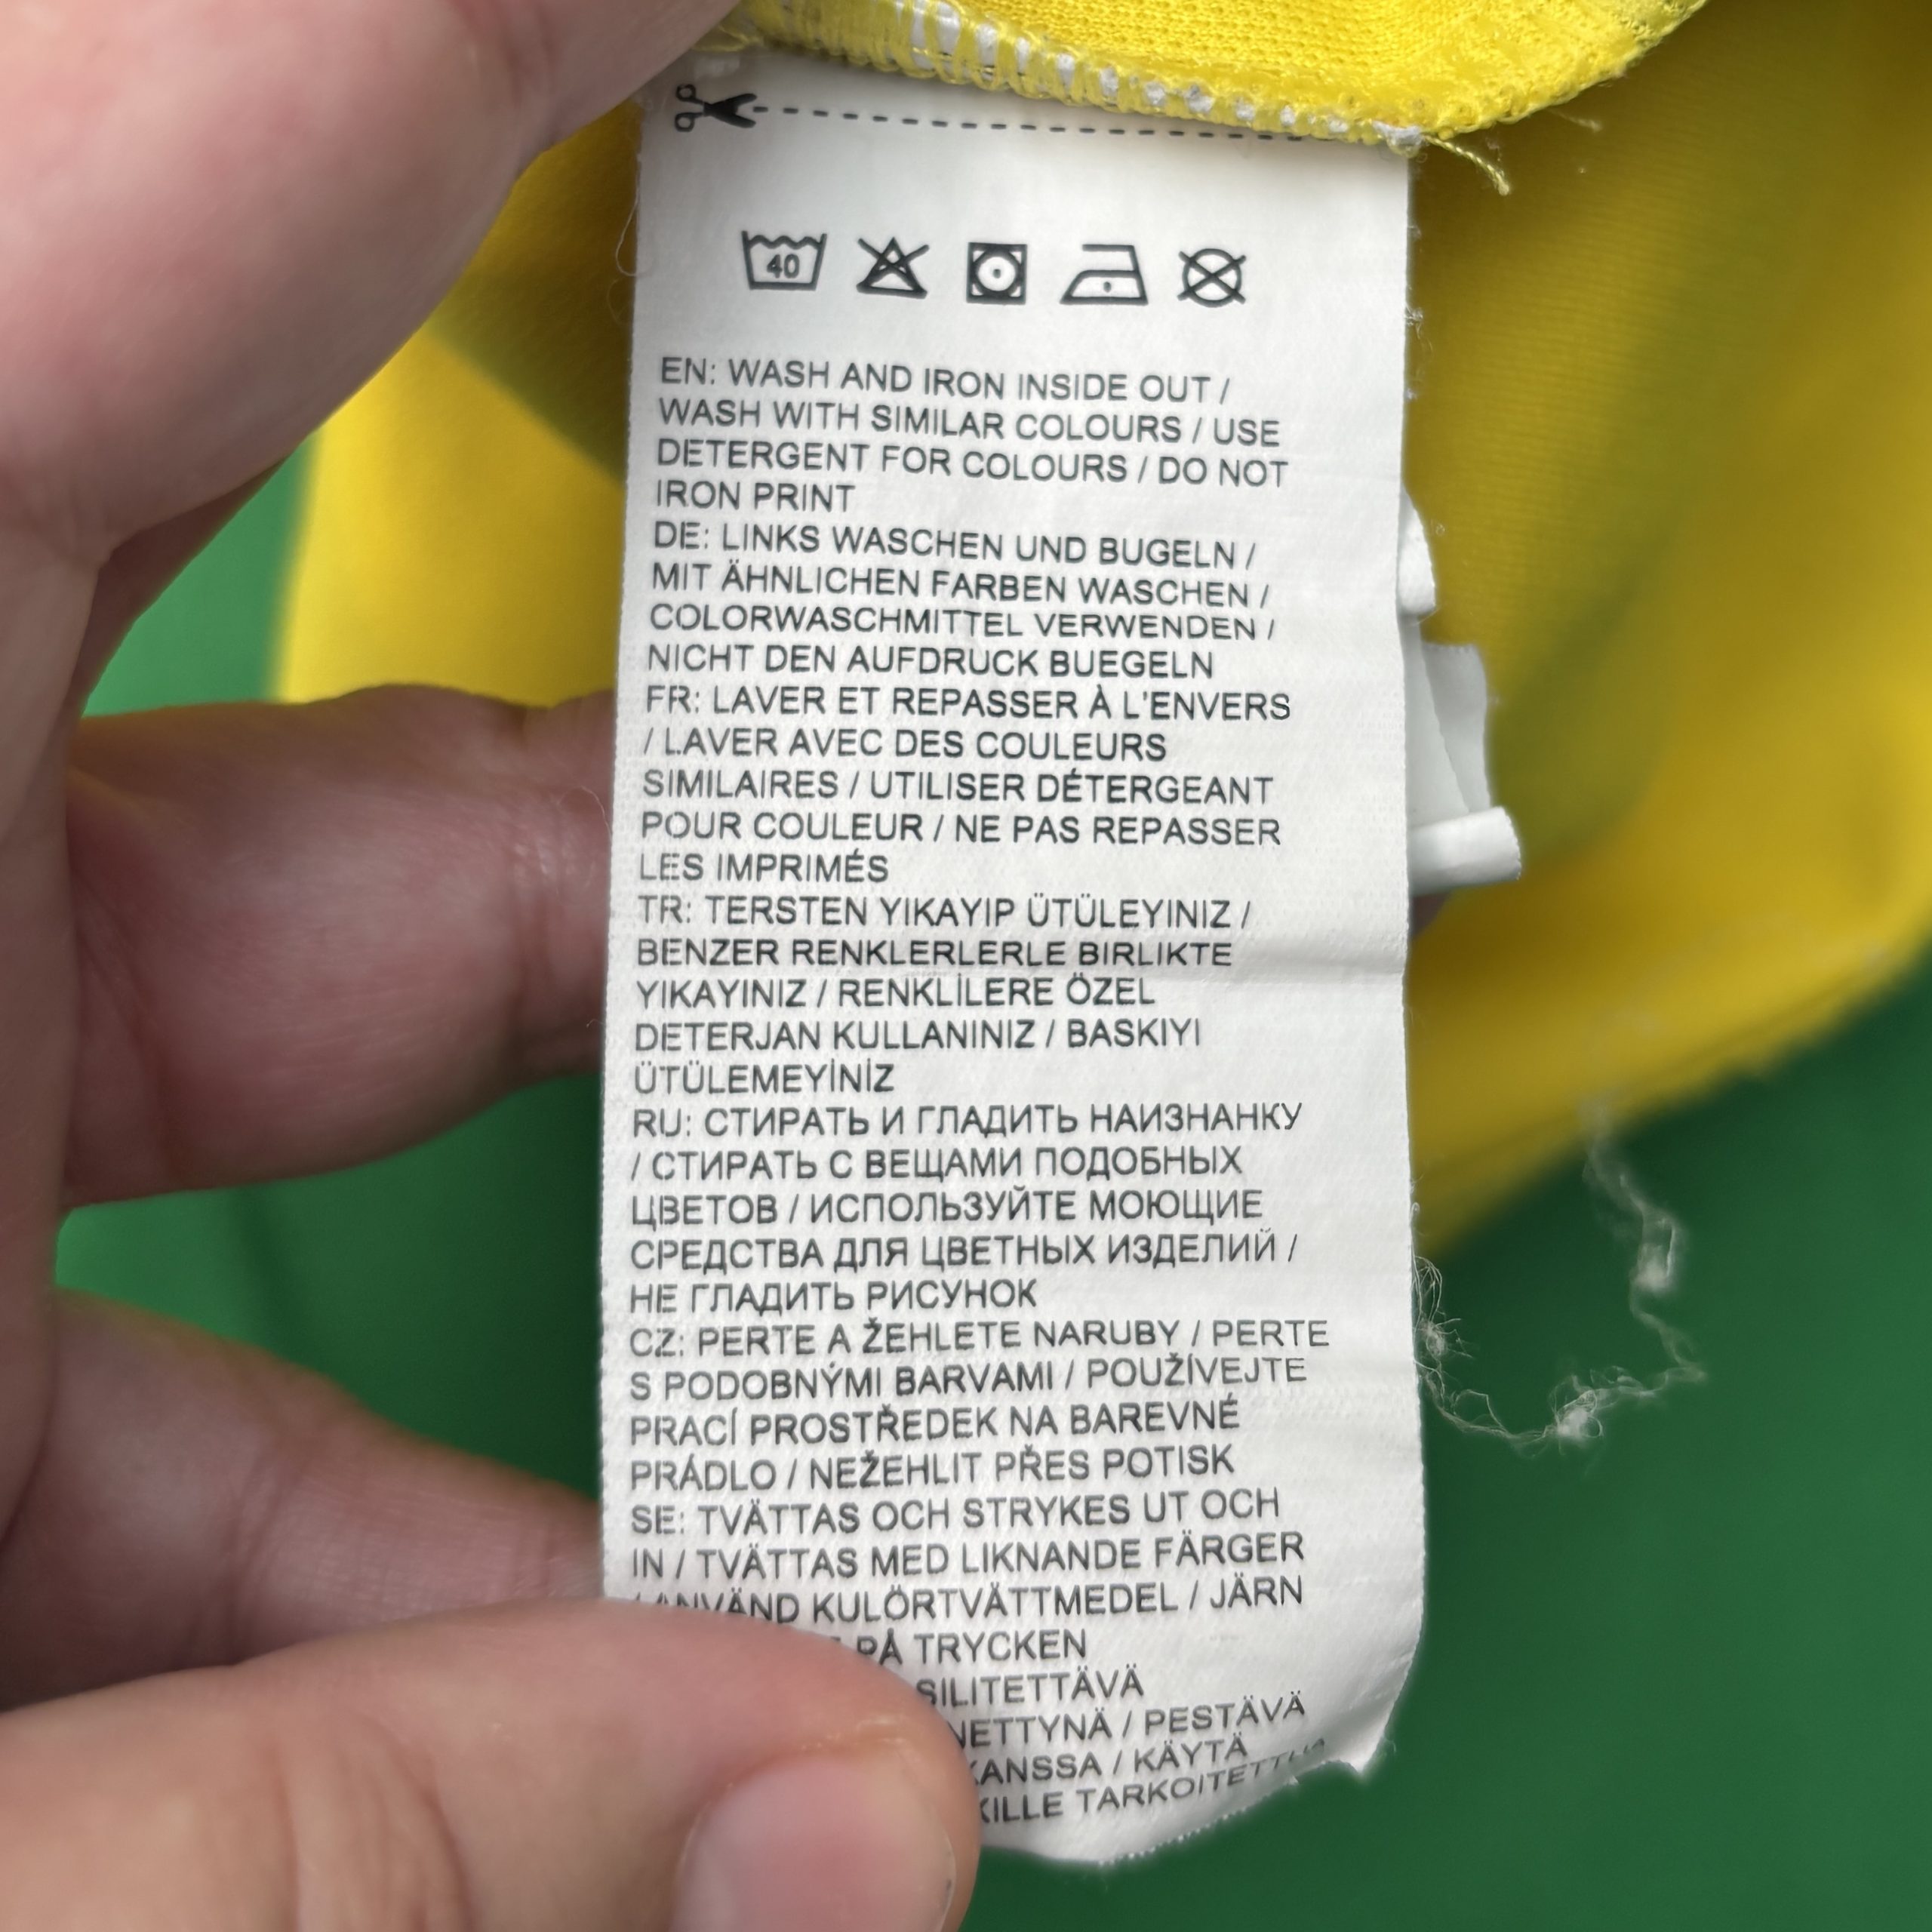 40
EN: WASH AND IRON INSIDE OUT /
WASH WITH SIMILAR COLOURS / USE
DETERGENT FOR COLOURS / DO NOT
IRON PRINT
DE: LINKS WASCHEN UND BUGELN /
MIT ÄHNLICHEN FARBEN WASCHEN /
COLORWASCHMITTEL VERWENDEN /
NICHT DEN AUFDRUCK BUEGELN
FR: LAVER ET REPASSER À L'ENVERS
/ LAVER AVEC DES COULEURS
SIMILAIRES / UTILISER DÉTERGEANT
POUR COULEUR / NE PAS REPASSER
LES IMPRIMÉS
TR: TERSTEN YIKAYIP ÜTÜLEYINIZ /
BENZER RENKLERLERLE BIRLIKTE
YIKAYINIZ / RENKLİLERE ÖZEL
DETERJAN KULLANINIZ / BASKIYI
ÜTÜLEMEYİNİZ
RU: СТИРАТЬ И ГЛАДИТЬ НАИЗНАНКУ
/ СТИРАТЬ С ВЕЩАМИ ПОДОБНЫХ
ЦВЕТОВ / ИСПОЛЬЗУЙТЕ МОЮЩИЕ
СРЕДСТВА ДЛЯ ЦВЕТНЫХ ИЗДЕЛИЙ /
НЕ ГЛАДИТЬ РИСУНОК
CZ: PERTE A ŽEHLETE NARUBY / PERTE
S PODOBNÝMI BARVAMI / POUŽÍVEJTE
PRACÍ PROSTŘEDEK NA BAREVNÉ
PRÁDLO / NEŽEHLIT PŘES POTISK
SE: TVÄTTAS OCH STRYKES UT OCH
IN / TVÄTTAS MED LIKNANDE FÄRGER
/ ANVÄND KULÖRTVÄTTMEDEL / JÄRN
PÅ TRYCKEN
SILITETTÄVÄ
/ PESTÄVÄ
KANSSA / KÄYTÄ
TARKOITETTUA